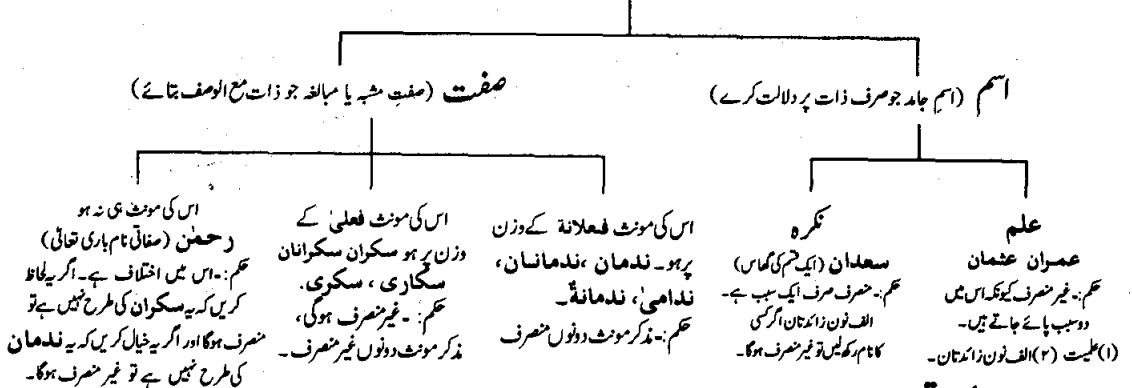 اسم (اسمِ جامد جو صرف ذات پر دلالت کرے)
صفت (صفتِ مشبہ یا مبالغہ جو ذات مع الوصف بتائے)
علم
عمران عثمان
حکم:۔ غیر منصرف کیونکہ اس میں
دو سبب پائے جاتے ہیں۔
(۱) علمیت (۲) الف نون زائدتان۔
نکرہ
سعدان (ایک قسم کی گھاس)
حکم:۔ منصرف صرف ایک سبب ہے۔
الف نون زائدتان اگر کسی
کا نام رکھ لیں تو غیر منصرف ہوگا۔
اس کی مونث فعلانة کے وزن
پر ہو۔ ندمان، ندمانان،
ندامیٰ، ندمانةٌ۔
حکم:۔ مذکر مونث دونوں منصرف
اس کی مونث فعلیٰ کے
وزن پر ہو سکران سکرانان
سکاری، سکری.
حکم:۔ غیر منصرف ہوگی،
مذکر مونث دونوں غیر منصرف۔
اس کی مونث ہی نہ ہو
رحمٰن (صفاتی نام باری تعالیٰ)
حکم:۔ اس میں اختلاف ہے۔ اگر یہ لحاظ
کریں کہ یہ سکران کی طرح نہیں ہے تو
منصرف ہوگا اور اگر یہ خیال کریں کہ یہ ندمان
کی طرح نہیں ہے تو غیر منصرف ہوگا۔